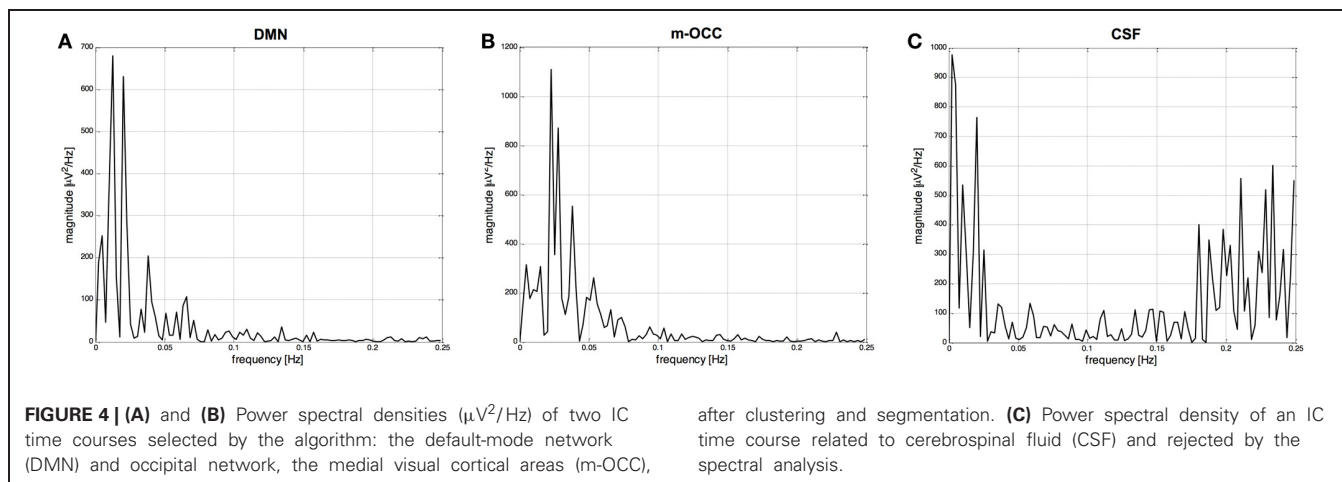 A
DMN
700
600
500
400
300
200
100
0
magnitude [µV²/Hz]
0
0.05
0.1
0.15
0.2
0.25
frequency [Hz]
B
m-OCC
1200
1000
800
600
400
200
0
magnitude [µV²/Hz]
0
0.05
0.1
0.15
0.2
0.25
frequency [Hz]
C
CSF
1000
900
800
700
600
500
400
300
200
100
0
magnitude [µV²/Hz]
0
0.05
0.1
0.15
0.2
0.25
frequency [Hz]
FIGURE 4 | (A) and (B) Power spectral densities (µV²/Hz) of two IC
time courses selected by the algorithm: the default-mode network
(DMN) and occipital network, the medial visual cortical areas (m-OCC),
after clustering and segmentation. (C) Power spectral density of an IC
time course related to cerebrospinal fluid (CSF) and rejected by the
spectral analysis.